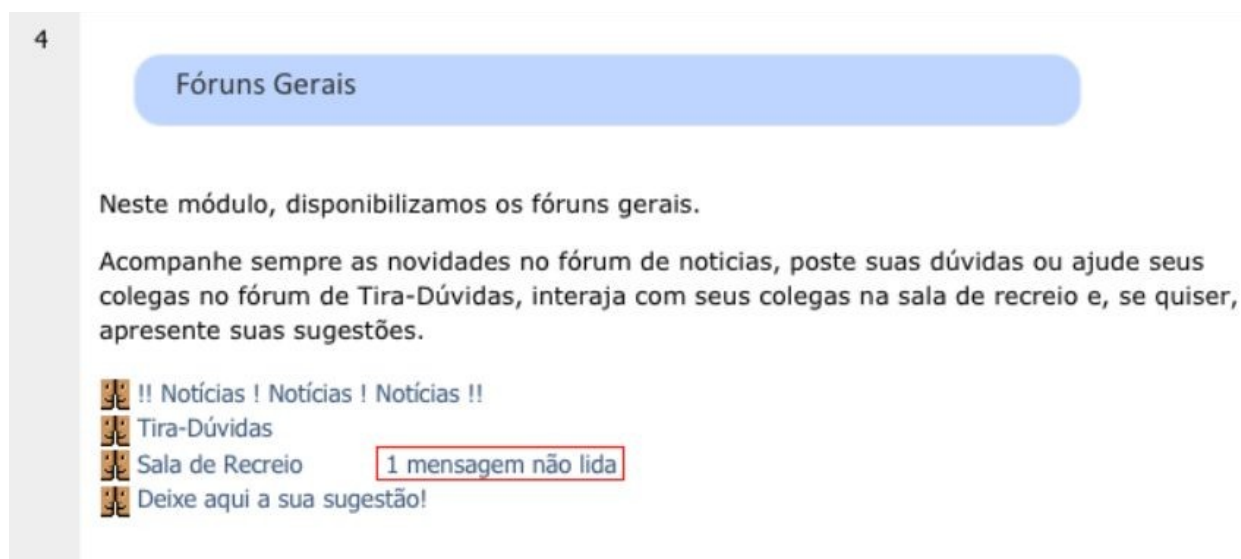 4
Fóruns Gerais
Neste módulo, disponibilizamos os fóruns gerais.
Acompanhe sempre as novidades no fórum de noticias, poste suas dúvidas ou ajude seus
colegas no fórum de Tira-Dúvidas, interaja com seus colegas na sala de recreio e, se quiser,
apresente suas sugestões.
!! Notícias ! Notícias ! Notícias !!
Tira-Dúvidas
Sala de Recreio 1 mensagem não lida
Deixe aqui a sua sugestão!